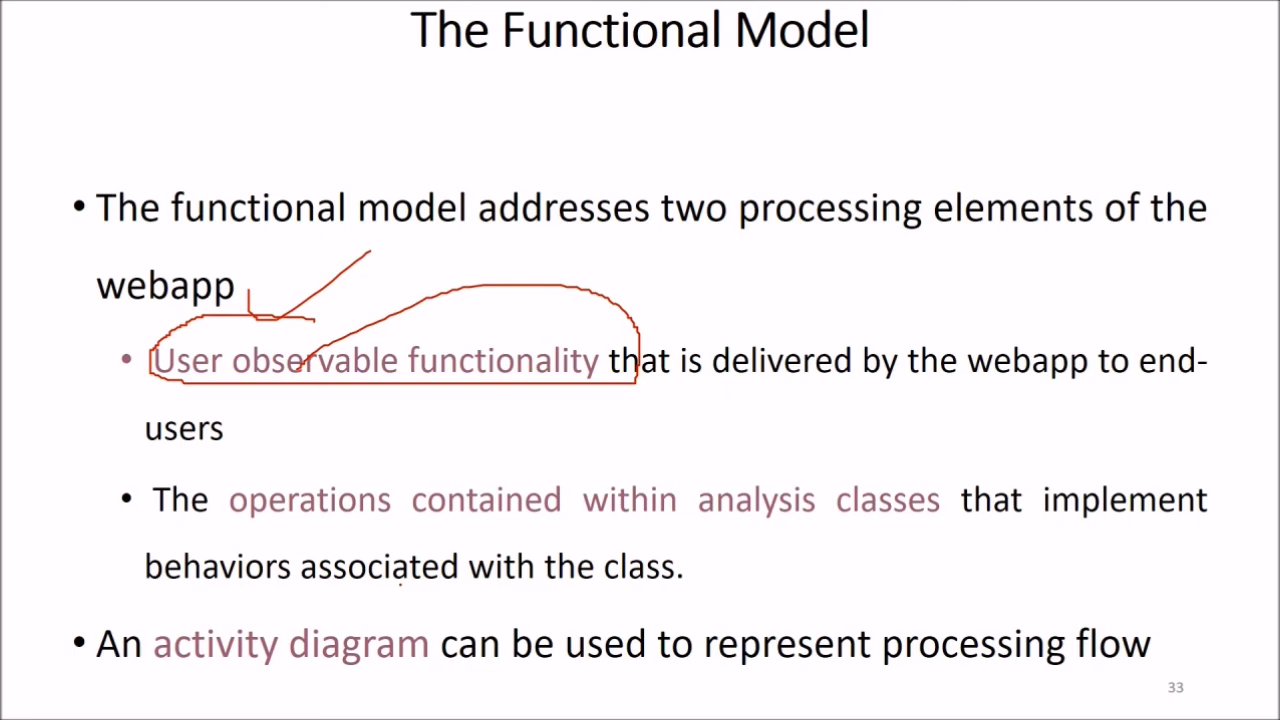 The Functional Model
• The functional model addresses two processing elements of the
webapp
• User observable functionality that is delivered by the webapp to end-
users
• The operations contained within analysis classes that implement
behaviors associated with the class.
• An activity diagram can be used to represent processing flow
33